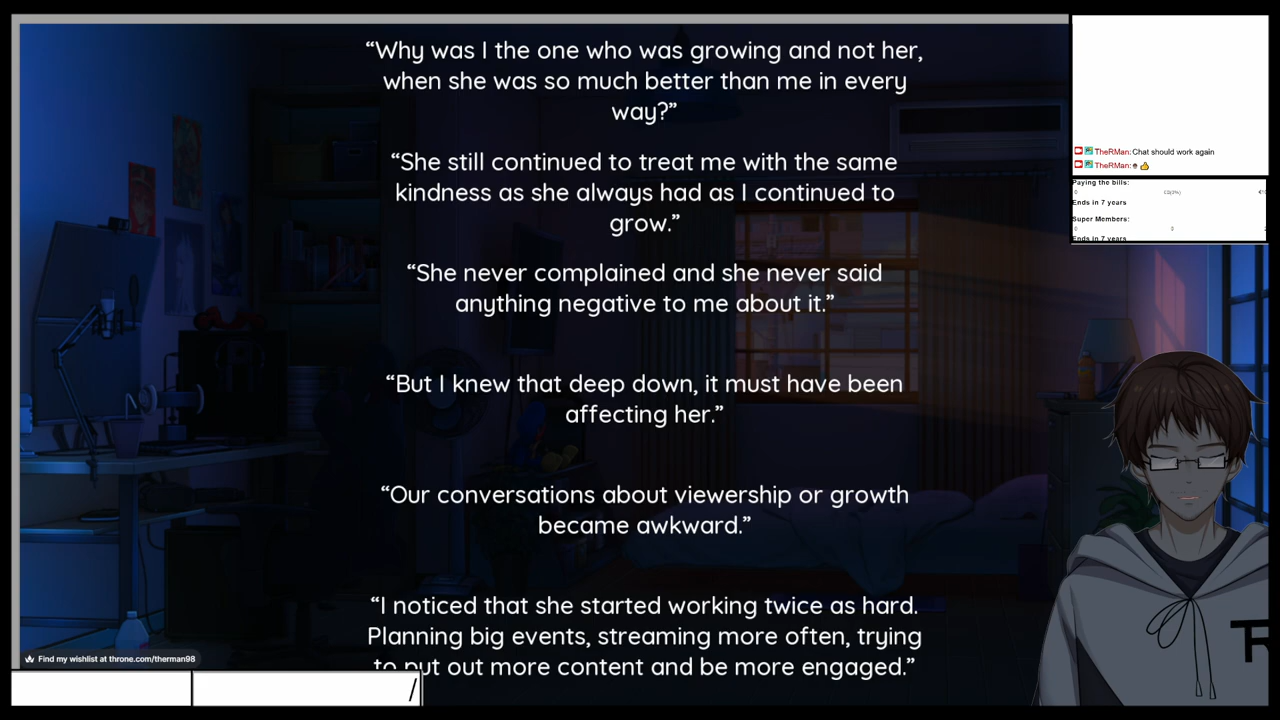 “Why was I the one who was growing and not her,
when she was so much better than me in every
way?”
“She still continued to treat me with the same
kindness as she always had as I continued to
grow.”
“She never complained and she never said
anything negative to me about it.”
“But I knew that deep down, it must have been
affecting her.”
“Our conversations about viewership or growth
became awkward.”
“I noticed that she started working twice as hard.
Planning big events, streaming more often, trying
to put out more content and be more engaged.”
TheRMan: Chat should work again
TheRMan:
Paying the bills:
0
Ends in 7 years
Super Members:
0 0
Ends in 7 years
Find my wishlist at throne.com/therman98
/